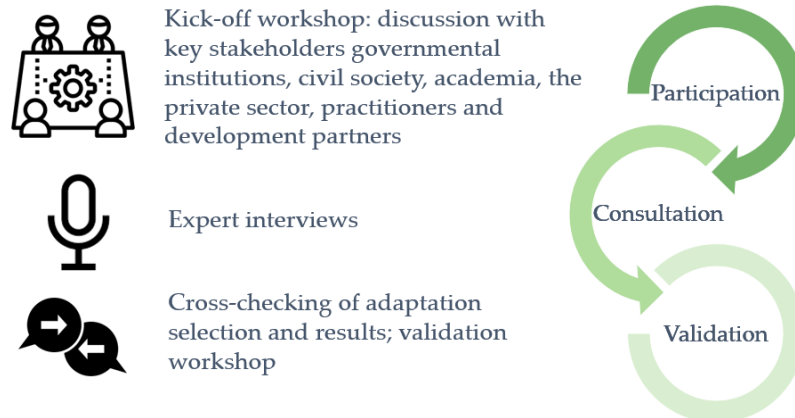 Kick-off workshop: discussion with
key stakeholders governmental
institutions, civil society, academia, the
private sector, practitioners and
development partners
Participation
Expert interviews
Consultation
Cross-checking of adaptation
selection and results; validation
workshop
Validation